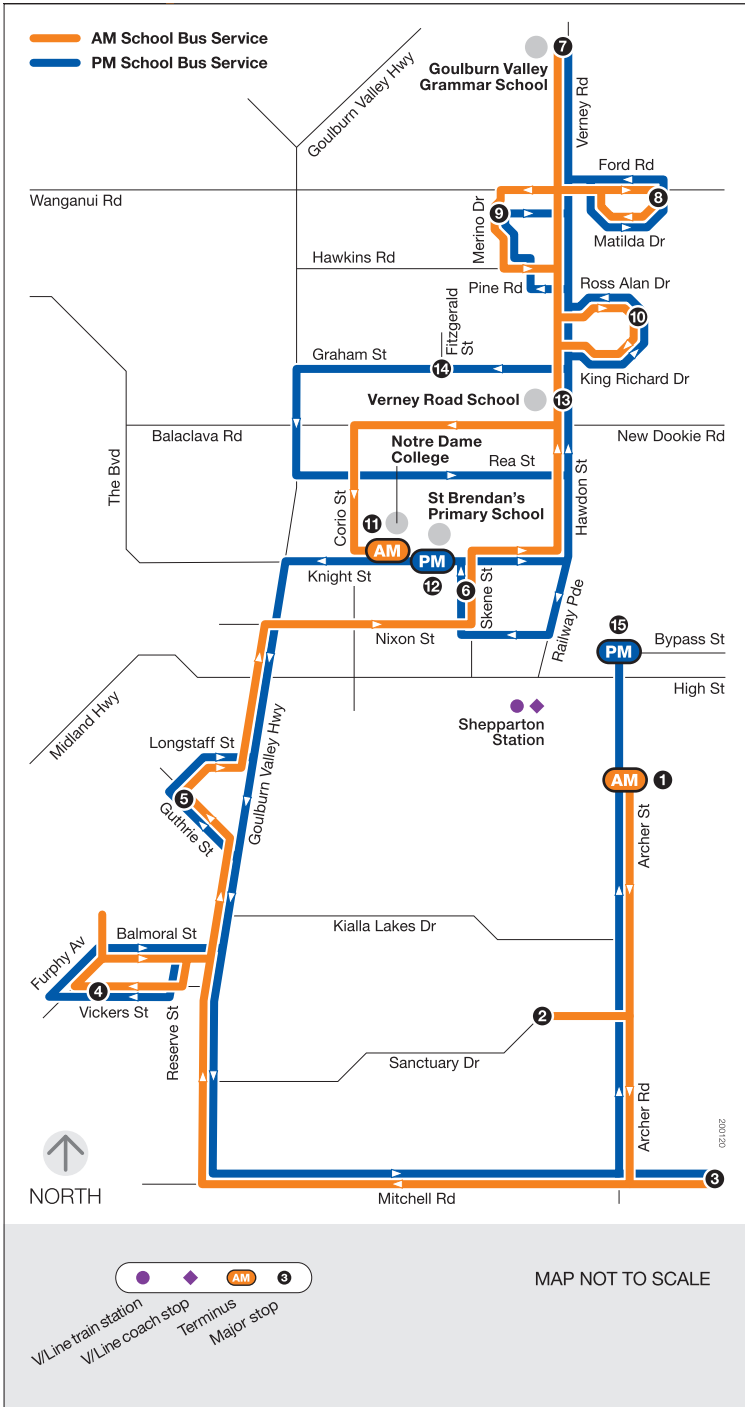 AM School Bus Service
PM School Bus Service
Goulburn Valley Hwy
7
Goulburn Valley
Grammar School
Verney Rd
Ford Rd
Wanganui Rd
8
Merino Dr
9
Matilda Dr
Hawkins Rd
Pine Rd
Ross Alan Dr
10
Fitzgerald
St
Graham St
14
King Richard Dr
Verney Road School
13
Balaclava Rd
New Dookie Rd
Notre Dame
College
Rea St
The Bvd
Corio St
Hawdon St
St Brendan's
Primary School
11
AM
PM
12
Knight St
6
Skene St
Railway Pde
15
PM
Bypass St
Nixon St
High St
Midland Hwy
Shepparton
Station
Longstaff St
Goulburn Valley Hwy
AM
1
5
Guthrie St
Archer St
Kialla Lakes Dr
Balmoral St
Furphy Av
4
Vickers St
2
Reserve St
Sanctuary Dr
Archer Rd
200120
3
Mitchell Rd
NORTH
AM
3
MAP NOT TO SCALE
V/Line train station
V/Line coach stop
Terminus
Major stop